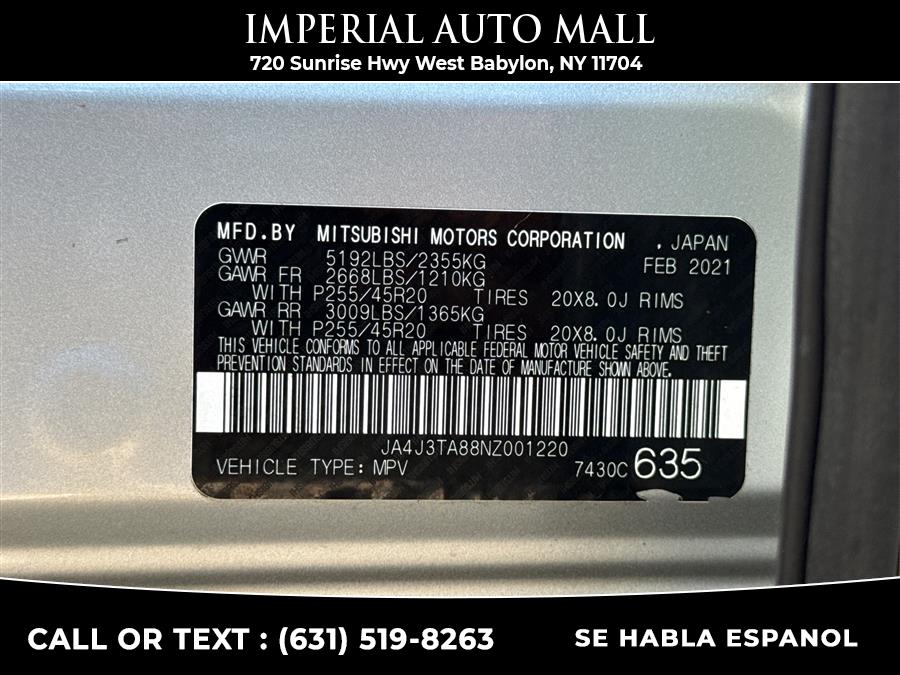 IMPERIAL AUTO MALL
720 Sunrise Hwy West Babylon, NY 11704
MFD.BY MITSUBISHI MOTORS CORPORATION , JAPAN
GVWR 5192LBS/2355KG FEB 2021
GAWR FR 2668LBS/1210KG
WITH P255/45R20 TIRES 20X8.0J RIMS
GAWR RR 3009LBS/1365KG
WITH P255/45R20 TIRES 20X8.0J RIMS
THIS VEHICLE CONFORMS TO ALL APPLICABLE FEDERAL MOTOR VEHICLE SAFETY AND THEFT
PREVENTION STANDARDS IN EFFECT ON THE DATE OF MANUFACTURE SHOWN ABOVE.
JA4J3TA88NZ001220
VEHICLE TYPE: MPV 7430C 635
CALL OR TEXT : (631) 519-8263 SE HABLA ESPANOL